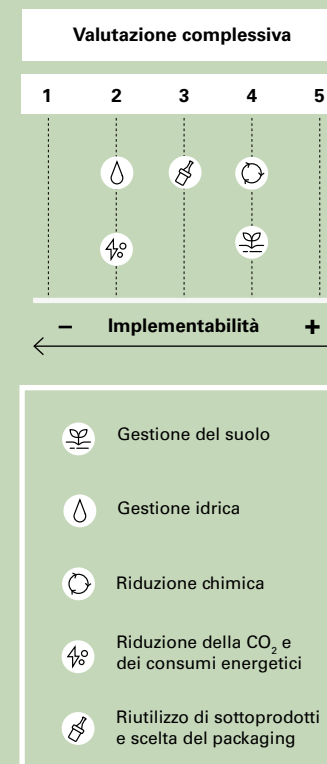 Valutazione complessiva
1 2 3 4 5
– Implementabilità +
Gestione del suolo
Gestione idrica
Riduzione chimica
Riduzione della CO₂ e
dei consumi energetici
Riutilizzo di sottoprodotti
e scelta del packaging